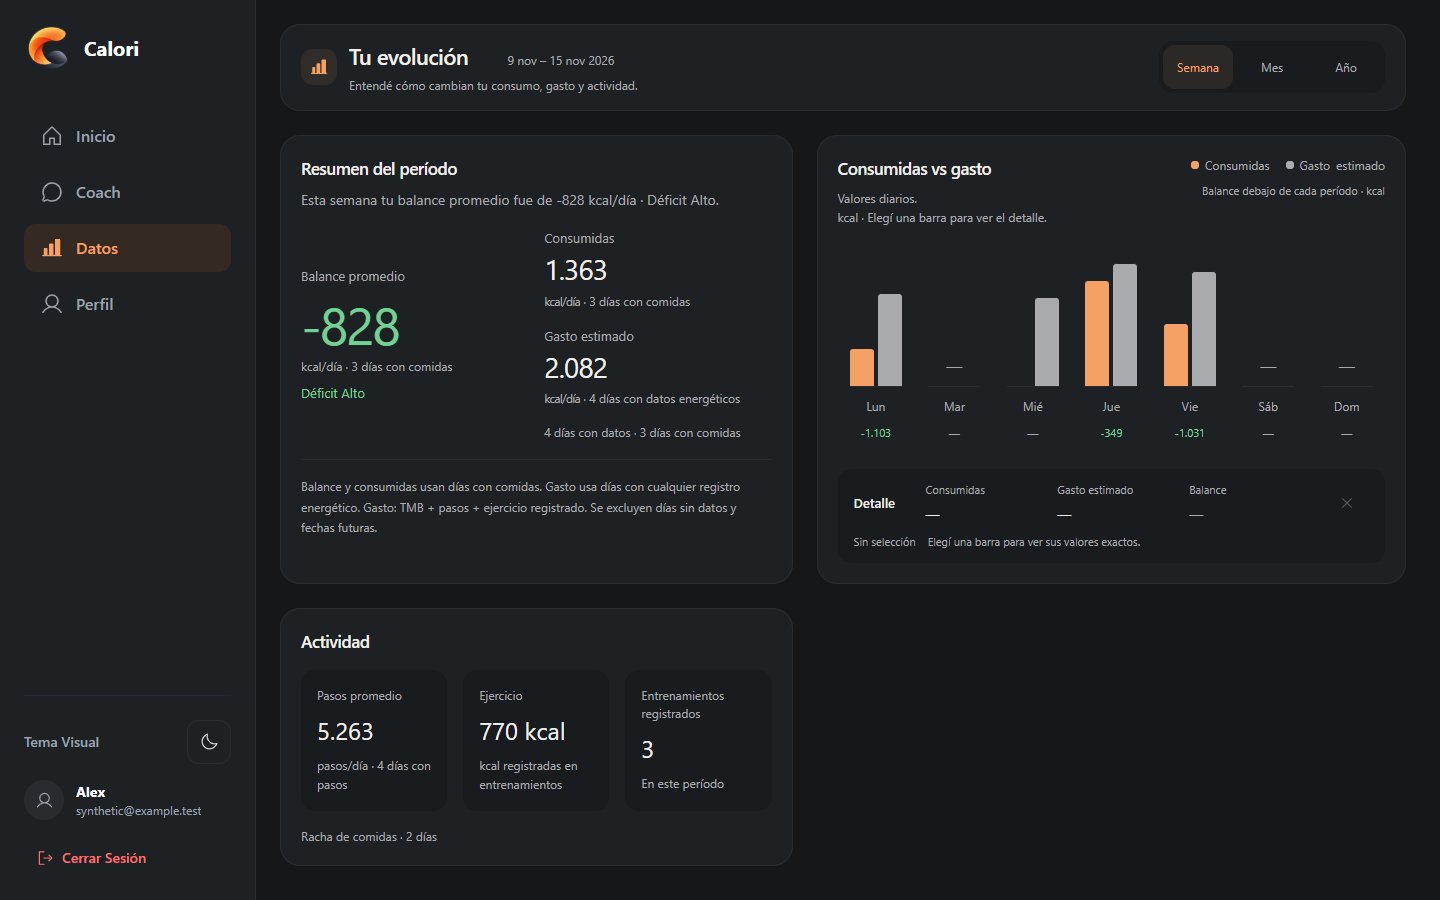 Calori
Inicio
Coach
Datos
Perfil
Tema Visual
Alex
synthetic@example.test
Cerrar Sesión
Tu evolución
9 nov – 15 nov 2026
Entendé cómo cambian tu consumo, gasto y actividad.
Semana
Mes
Año
Resumen del período
Esta semana tu balance promedio fue de -828 kcal/día · Déficit Alto.
Balance promedio
-828
kcal/día · 3 días con comidas
Déficit Alto
Consumidas
1.363
kcal/día · 3 días con comidas
Gasto estimado
2.082
kcal/día · 4 días con datos energéticos
4 días con datos · 3 días con comidas
Balance y consumidas usan días con comidas. Gasto usa días con cualquier registro
energético. Gasto: TMB + pasos + ejercicio registrado. Se excluyen días sin datos y
fechas futuras.
Consumidas vs gasto
Consumidas
Gasto estimado
Valores diarios.
kcal · Elegí una barra para ver el detalle.
Balance debajo de cada período · kcal
— — —
Lun Mar Mié Jue Vie Sáb Dom
-1.103 — — -349 -1.031 — —
Detalle
Consumidas
—
Gasto estimado
—
Balance
—
Sin selección Elegí una barra para ver sus valores exactos.
Actividad
Pasos promedio
5.263
pasos/día · 4 días con
pasos
Ejercicio
770 kcal
kcal registradas en
entrenamientos
Entrenamientos
registrados
3
En este período
Racha de comidas · 2 días